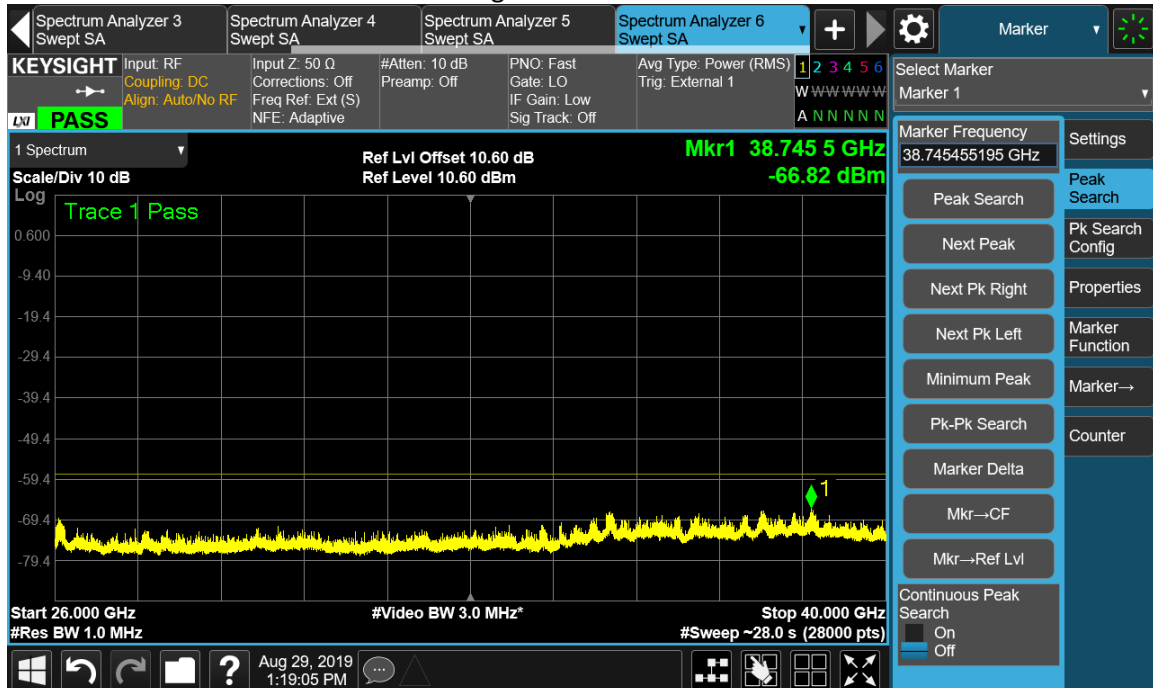 Spectrum Analyzer 3
Swept SA
Spectrum Analyzer 4
Swept SA
Spectrum Analyzer 5
Swept SA
Spectrum Analyzer 6
Swept SA
+
Marker
KEYSIGHT
LXI
PASS
Input: RF
Coupling: DC
Align: Auto/No RF
Input Z: 50 Ω
Corrections: Off
Freq Ref: Ext (S)
NFE: Adaptive
#Atten: 10 dB
Preamp: Off
PNO: Fast
Gate: LO
IF Gain: Low
Sig Track: Off
Avg Type: Power (RMS)
Trig: External 1
1 2 3 4 5 6
W W W W W W
A N N N N N
1 Spectrum
Scale/Div 10 dB
Ref Lvl Offset 10.60 dB
Ref Level 10.60 dBm
Mkr1 38.745 5 GHz
-66.82 dBm
Log
Trace 1 Pass
0.600
-9.40
-19.4
-29.4
-39.4
-49.4
-59.4
-69.4
-79.4
1
Start 26.000 GHz
#Res BW 1.0 MHz
#Video BW 3.0 MHz*
Stop 40.000 GHz
#Sweep ~28.0 s (28000 pts)
Select Marker
Marker 1
Marker Frequency
38.745455195 GHz
Peak Search
Next Peak
Next Pk Right
Next Pk Left
Minimum Peak
Pk-Pk Search
Marker Delta
Mkr→CF
Mkr→Ref Lvl
Continuous Peak
Search
On
Off
Settings
Peak
Search
Pk Search
Config
Properties
Marker
Function
Marker→
Counter
?
Aug 29, 2019
1:19:05 PM